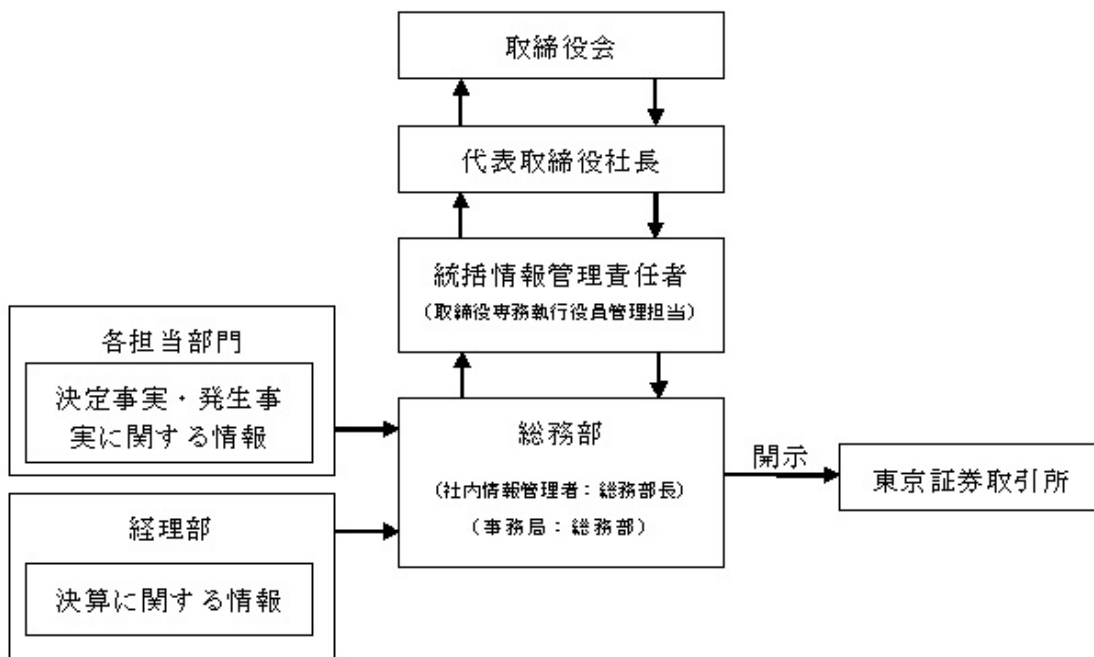 取締役会
代表取締役社長
統括情報管理責任者
(取締役専務執行役員管理担当)
各担当部門
決定事実・発生事
実に関する情報
経理部
決算に関する情報
総務部
(社内情報管理者:総務部長)
(事務局:総務部)
開示
東京証券取引所